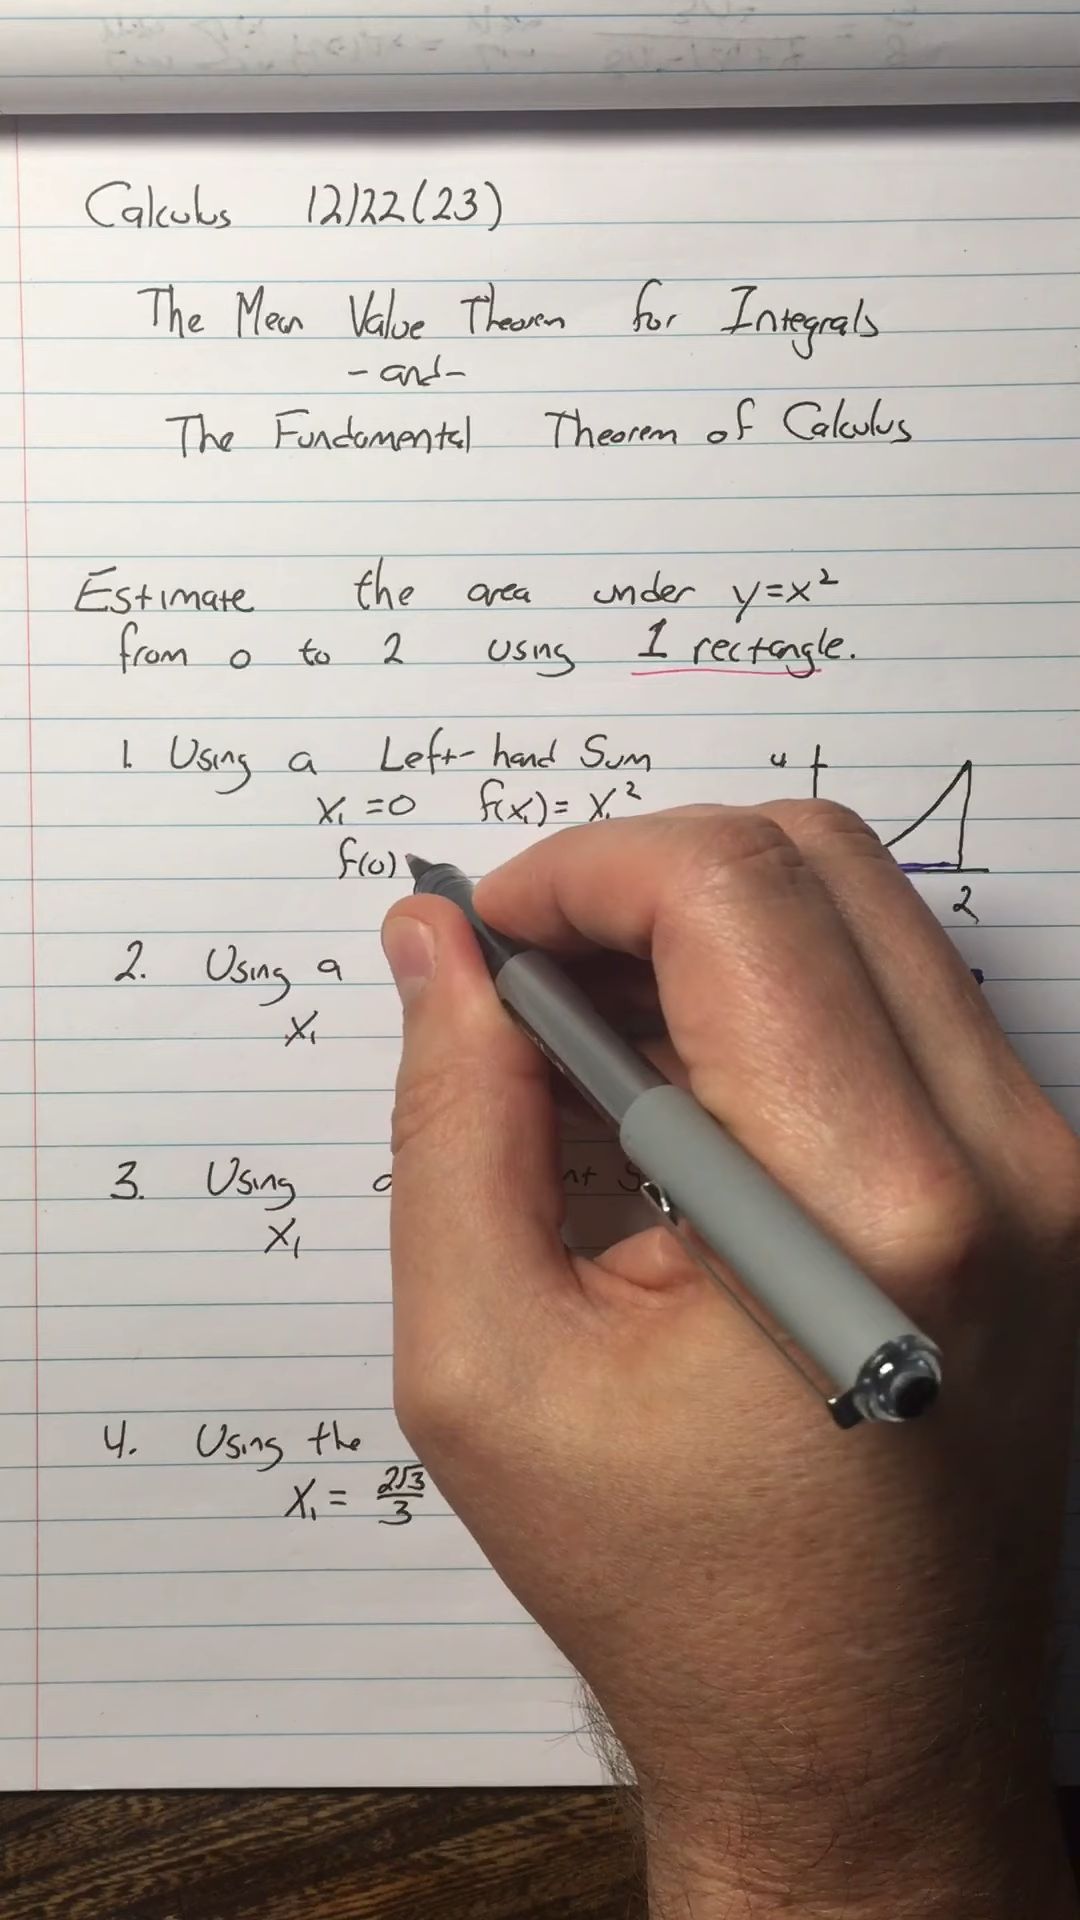 Calculus 12/22(23)
The Mean Value Theorem for Integrals
- and -
The Fundamental Theorem of Calculus
Estimate the area under y=x²
from 0 to 2 using 1 rectangle.
1. Using a Left-hand Sum
x₁ =0 f(x₁)= x₁²
f(0)
4
2
2. Using a
x₁
3. Using
x₁
4. Using the
x₁ = 2√3/3